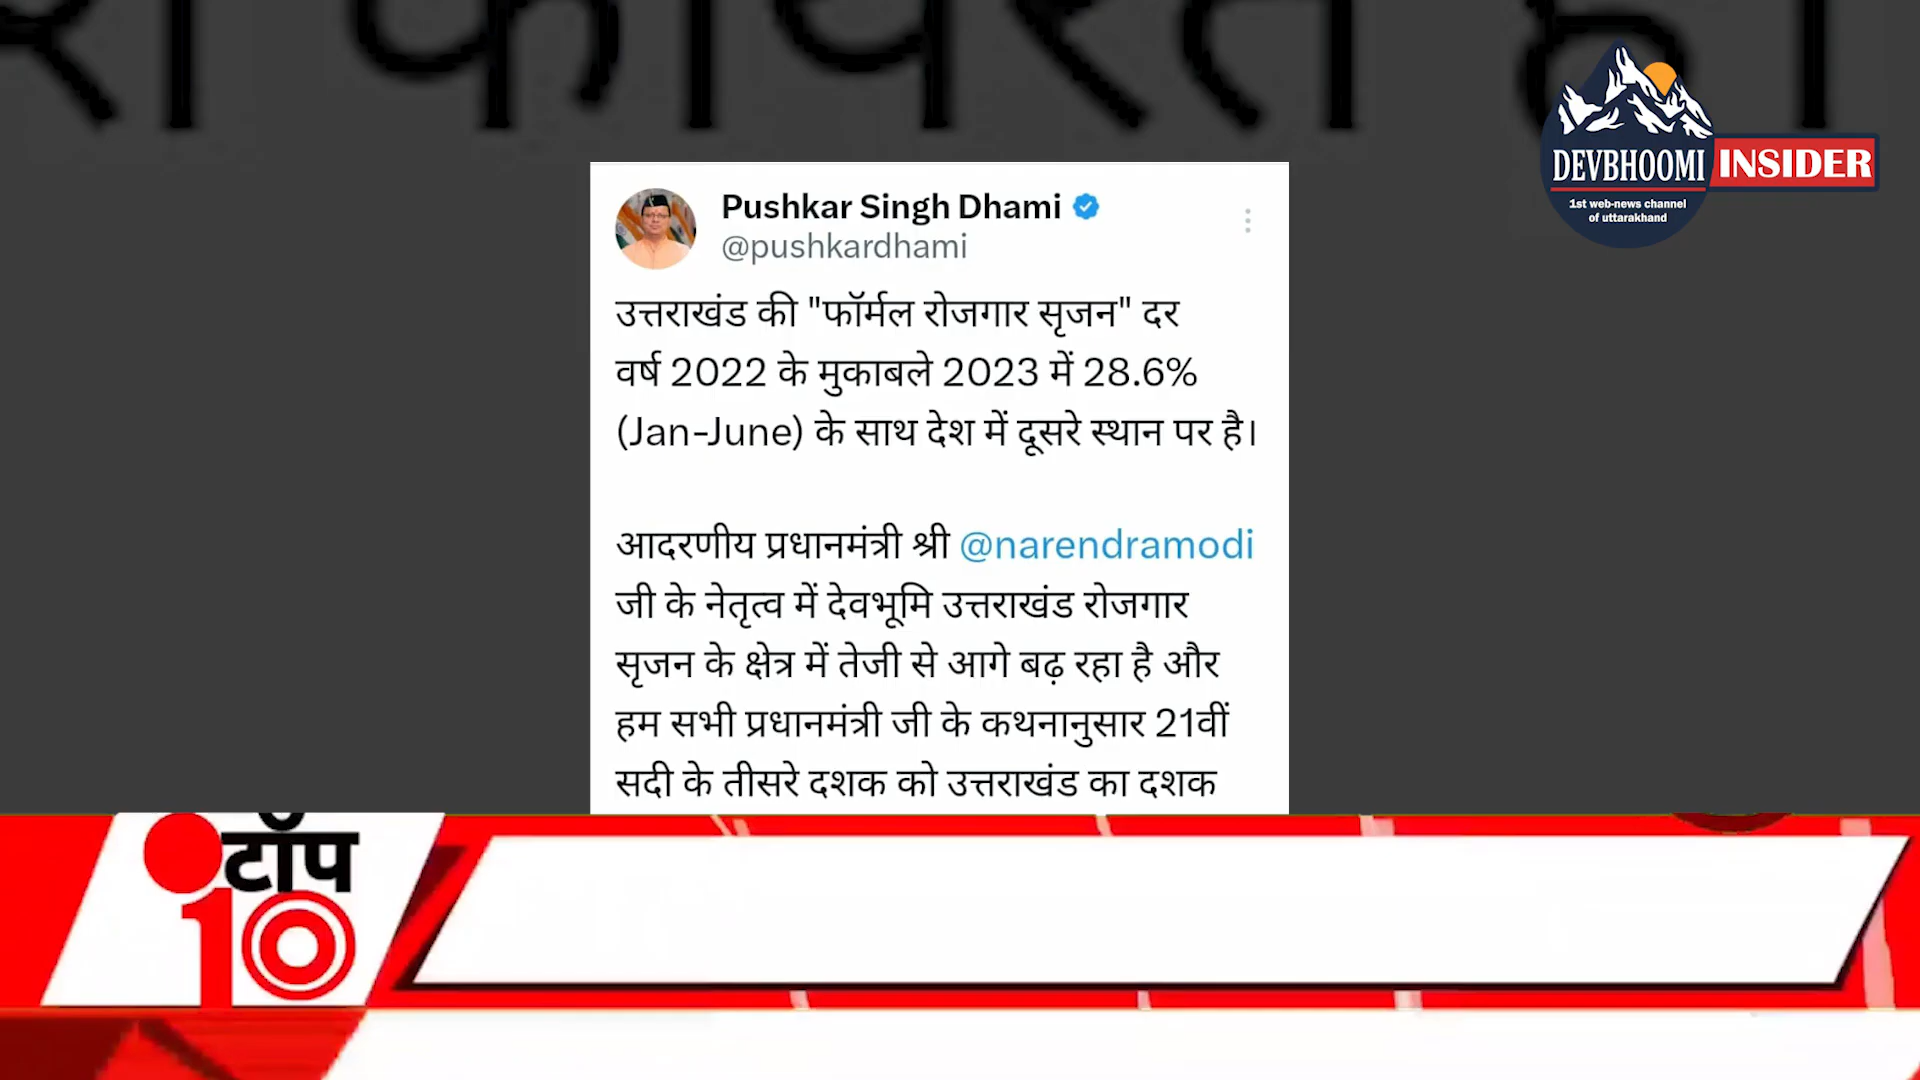 DEVBHOOMI INSIDER
1st web-news channel
of uttarakhand
Pushkar Singh Dhami
@pushkardhami
उत्तराखंड की "फॉर्मल रोजगार सृजन" दर
वर्ष 2022 के मुकाबले 2023 में 28.6%
(Jan-June) के साथ देश में दूसरे स्थान पर है।
आदरणीय प्रधानमंत्री श्री @narendramodi
जी के नेतृत्व में देवभूमि उत्तराखंड रोजगार
सृजन के क्षेत्र में तेजी से आगे बढ़ रहा है और
हम सभी प्रधानमंत्री जी के कथनानुसार 21वीं
सदी के तीसरे दशक को उत्तराखंड का दशक
टॉप
10